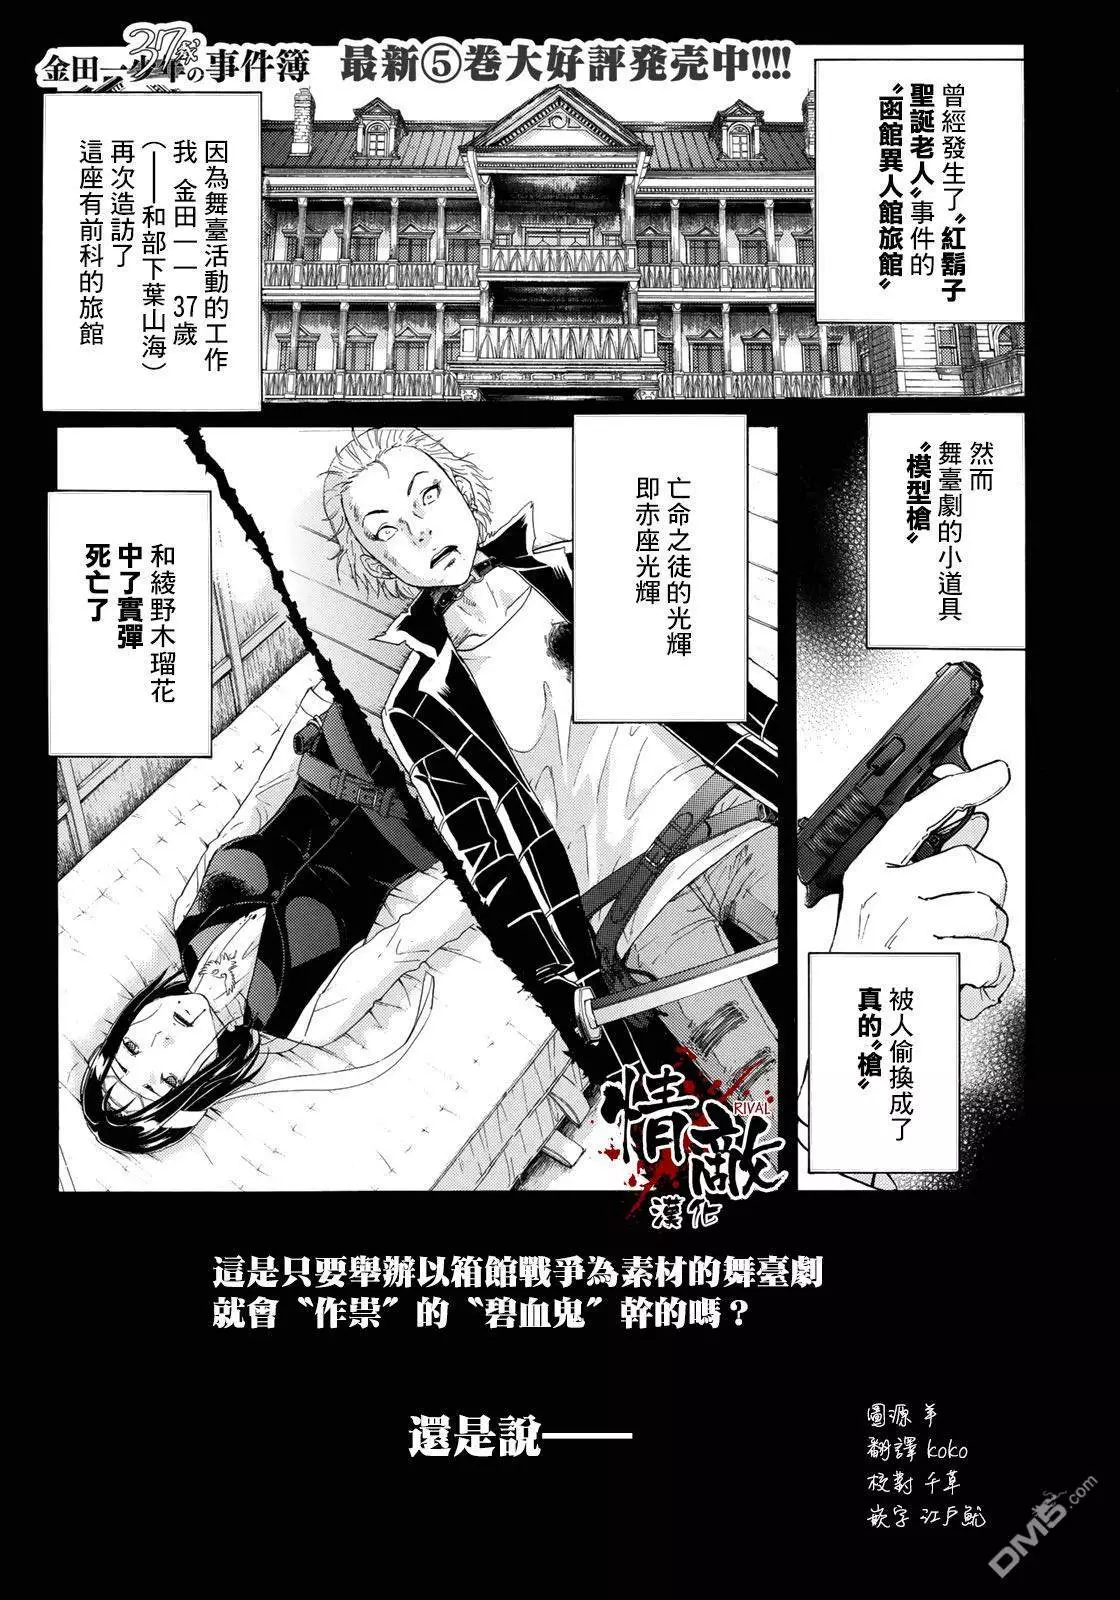 金田一37歳の事件簿
最新⑤巻大好評発売中!!!!
曾經發生了〝紅鬍子
聖誕老人〞事件的
〝函館異人館旅館〞
因為舞臺活動的工作
我 金田一一 37歲
（——和部下葉山海）
再次造訪了
這座有前科的旅館
然而
舞臺劇的小道具
〝模型槍〞
被人偷換成了
真的〝槍〞
亡命之徒的光輝
即赤座光輝
和綾野木瑠花
中了實彈
死亡了
情敵
RIVAL
漢化
這是只要舉辦以箱館戰爭為素材的舞臺劇
就會〝作祟〞的〝碧血鬼〞幹的嗎？
還是說——
圖源 羊
翻譯 koko
校對 千草
嵌字 江戶魷
DM5.com